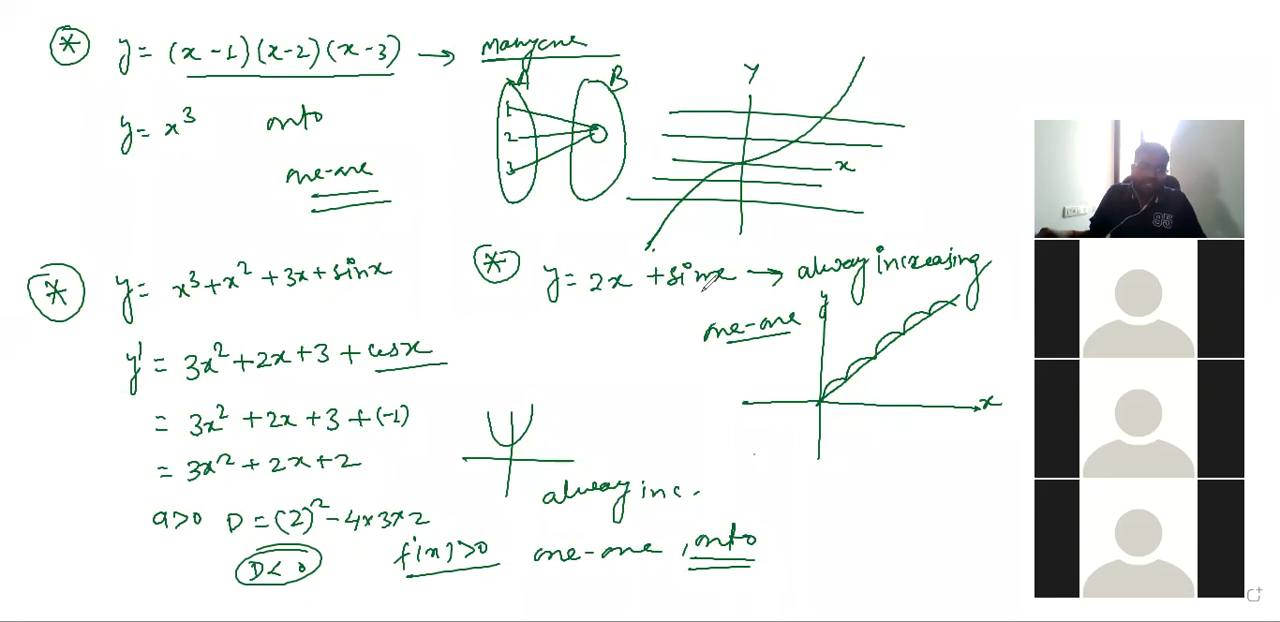 * y = (x-1)(x-2)(x-3) → Manyone
y = x³ onto
one-one
A B
1
2
3
y
x
* y = x³+x²+3x+sinx
y' = 3x²+2x+3+cosx
= 3x²+2x+3+(-1)
= 3x²+2x+2
a>0 D = (2)²-4×3×2
D<0 f'(x)>0 one-one, onto
alway inc.
* y = 2x+sinx → alway increasing
one-one
y
x
95